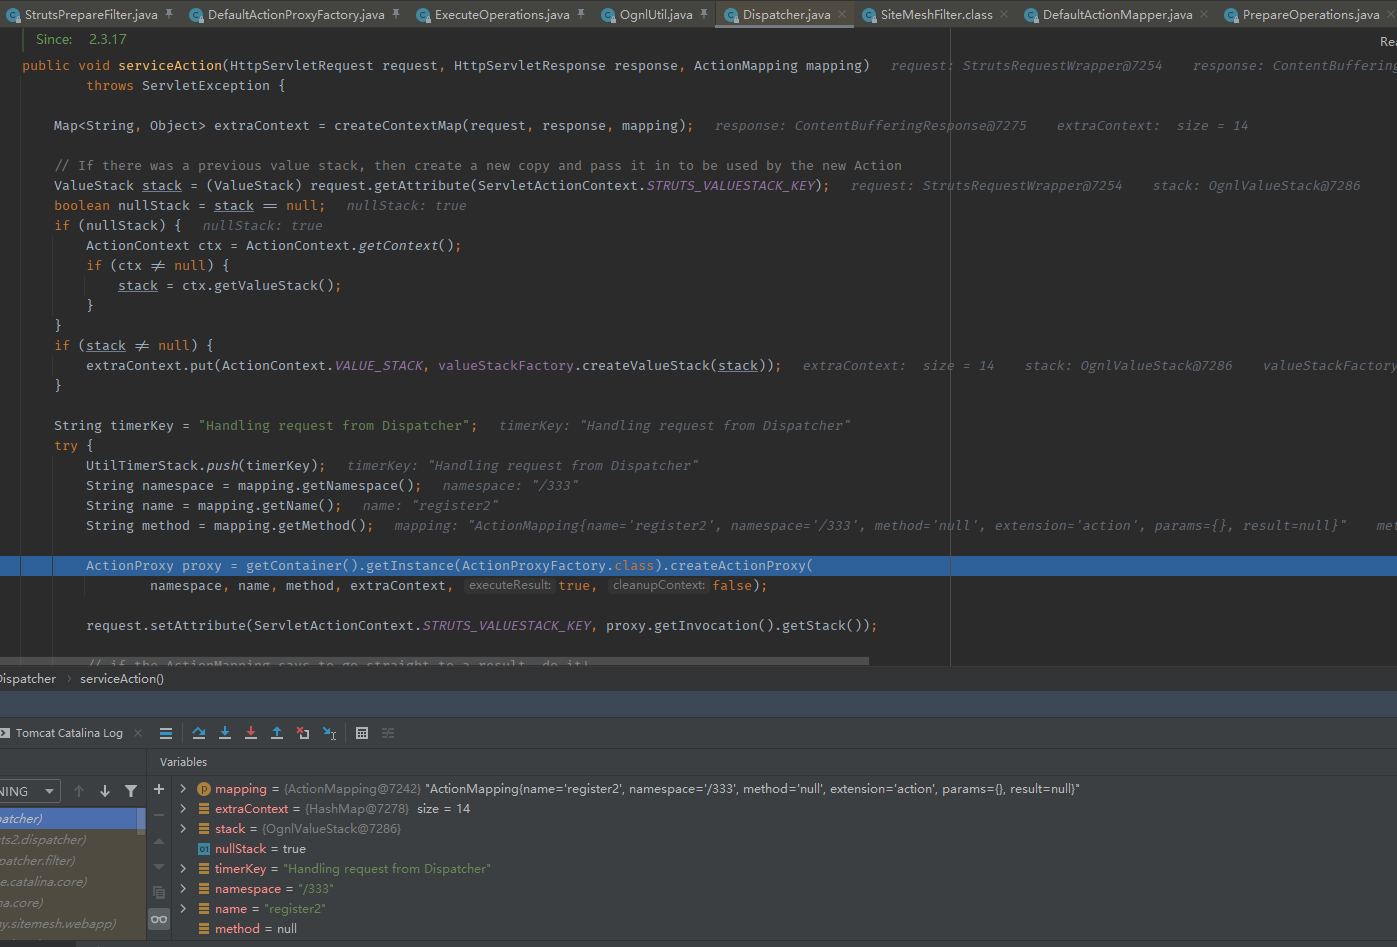 StrutsPrepareFilter.java DefaultActionProxyFactory.java ExecuteOperations.java OgnlUtil.java Dispatcher.java SiteMeshFilter.class DefaultActionMapper.java PrepareOperations.java
Since: 2.3.17
public void serviceAction(HttpServletRequest request, HttpServletResponse response, ActionMapping mapping) request: StrutsRequestWrapper@7254 response: ContentBuffering
throws ServletException {
Map<String, Object> extraContext = createContextMap(request, response, mapping); response: ContentBufferingResponse@7275 extraContext: size = 14
// If there was a previous value stack, then create a new copy and pass it in to be used by the new Action
ValueStack stack = (ValueStack) request.getAttribute(ServletActionContext.STRUTS_VALUESTACK_KEY); request: StrutsRequestWrapper@7254 stack: OgnlValueStack@7286
boolean nullStack = stack == null; nullStack: true
if (nullStack) { nullStack: true
ActionContext ctx = ActionContext.getContext();
if (ctx ≠ null) {
stack = ctx.getValueStack();
}
}
if (stack ≠ null) {
extraContext.put(ActionContext.VALUE_STACK, valueStackFactory.createValueStack(stack)); extraContext: size = 14 stack: OgnlValueStack@7286 valueStackFactory
}
String timerKey = "Handling request from Dispatcher"; timerKey: "Handling request from Dispatcher"
try {
UtilTimerStack.push(timerKey); timerKey: "Handling request from Dispatcher"
String namespace = mapping.getNamespace(); namespace: "/333"
String name = mapping.getName(); name: "register2"
String method = mapping.getMethod(); mapping: "ActionMapping{name='register2', namespace='/333', method='null', extension='action', params={}, result=null}" me
ActionProxy proxy = getContainer().getInstance(ActionProxyFactory.class).createActionProxy(
namespace, name, method, extraContext, executeResult: true, cleanupContext: false);
request.setAttribute(ServletActionContext.STRUTS_VALUESTACK_KEY, proxy.getInvocation().getStack());
// if the ActionMapping says to go straight to a result, do it!
Dispatcher › serviceAction()
Tomcat Catalina Log
Variables
NING
mapping = {ActionMapping@7242} "ActionMapping{name='register2', namespace='/333', method='null', extension='action', params={}, result=null}"
patcher) extraContext = {HashMap@7278} size = 14
ts2.dispatcher) stack = {OgnlValueStack@7286}
patcher.filter) nullStack = true
e.catalina.core) timerKey = "Handling request from Dispatcher"
na.core) namespace = "/333"
y.sitemesh.webapp) name = "register2"
method = null